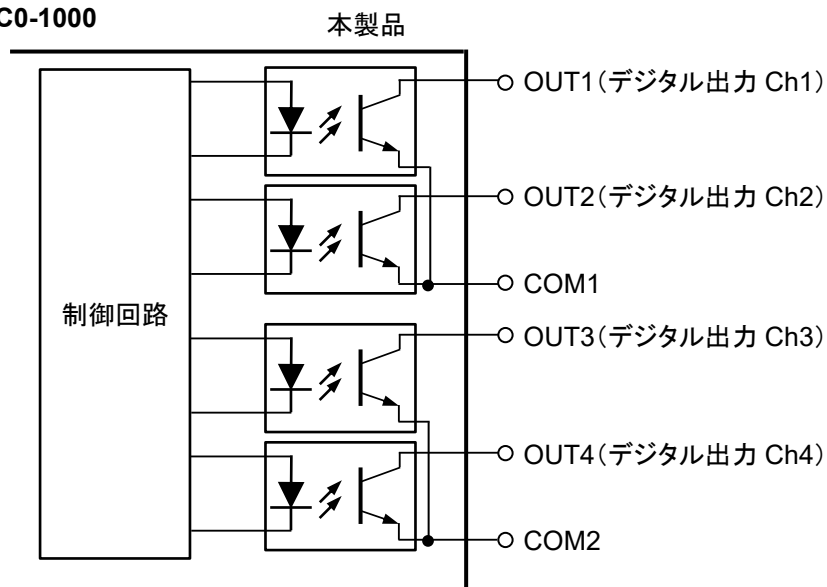 C0-1000
本製品
OUT1(デジタル出力 Ch1)
OUT2(デジタル出力 Ch2)
COM1
制御回路
OUT3(デジタル出力 Ch3)
OUT4(デジタル出力 Ch4)
COM2